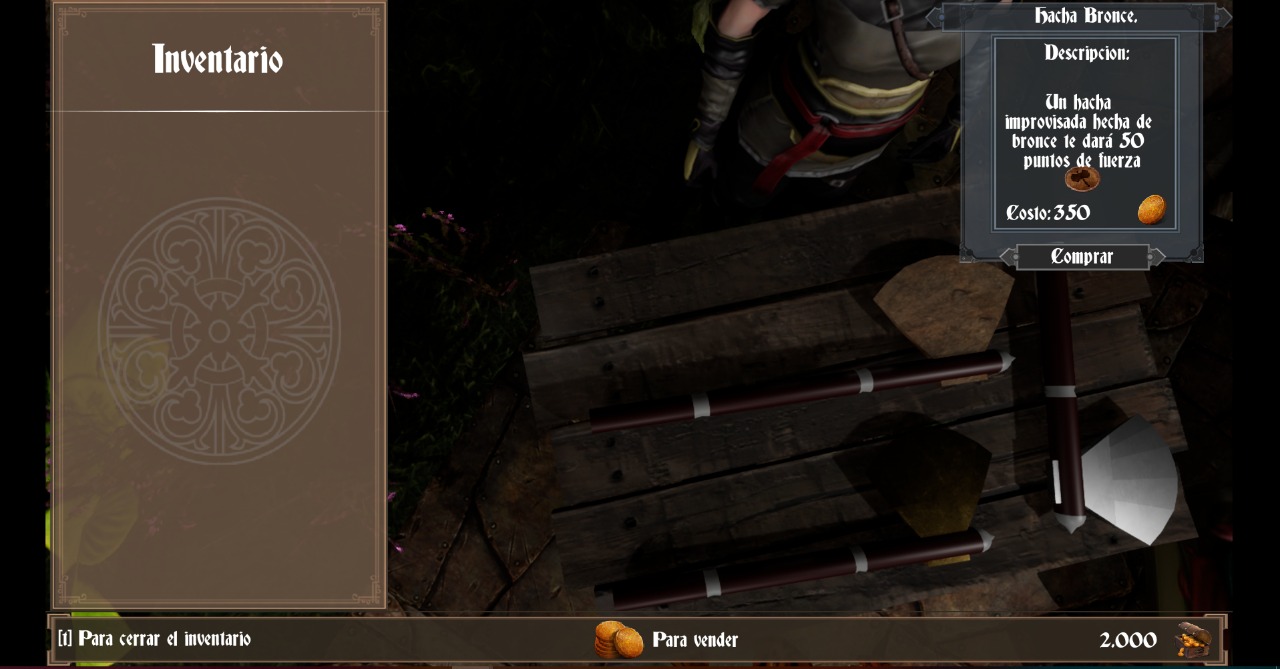 Inventario
Hacha Bronce.
Descripcion:
Un hacha
improvisada hecha de
bronce te dará 50
puntos de fuerza
Costo: 350
Comprar
[1] Para cerrar el inventario
Para vender
2.000